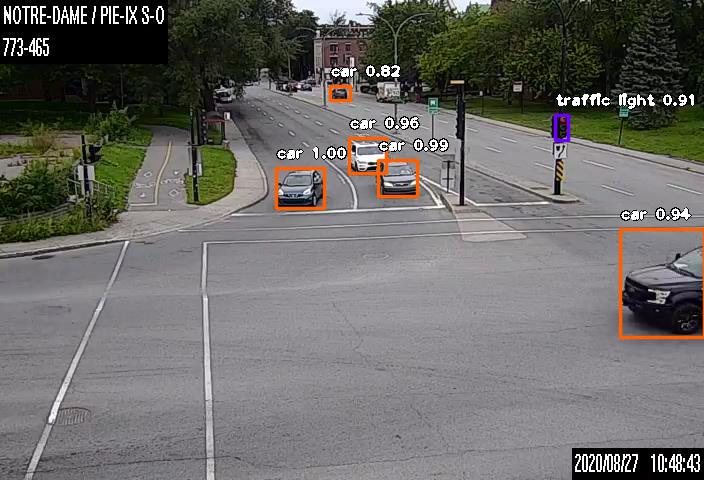 NOTRE-DAME / PIE-IX S-O
773-465
car 0.82
traffic light 0.91
car 0.96
car 0.99
car 1.00
car 0.94
2020/08/27 10:48:43